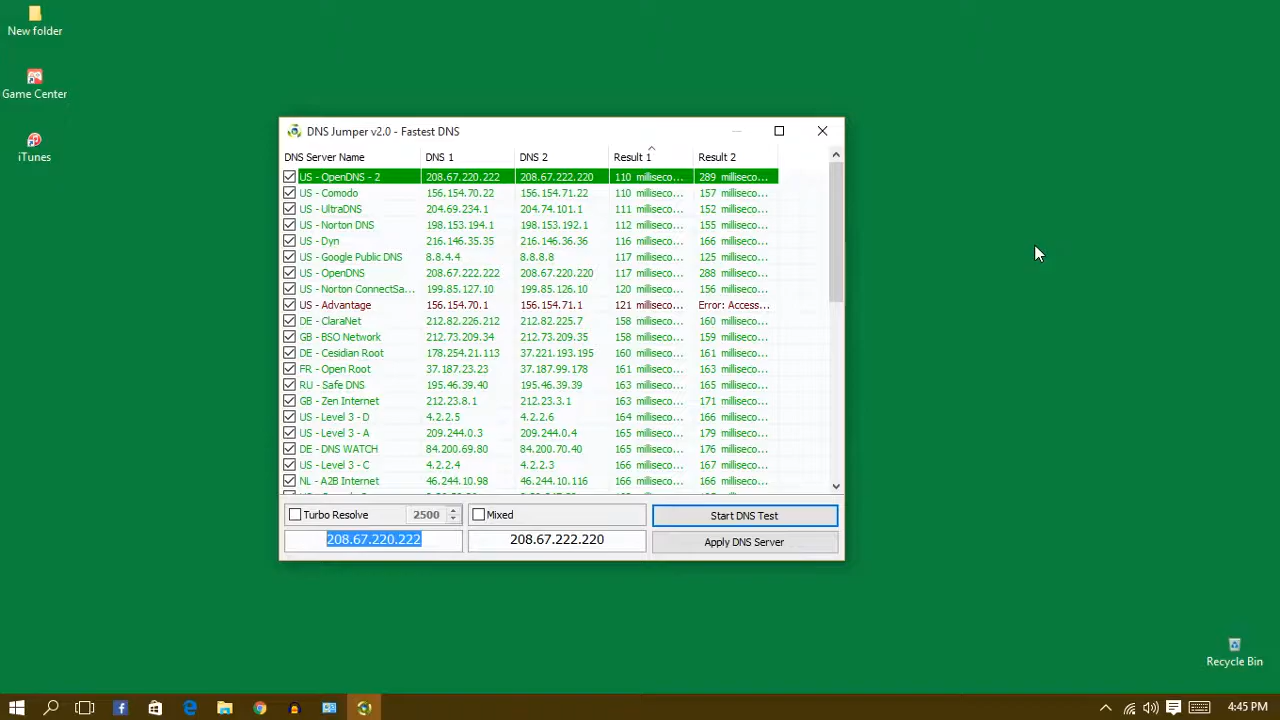 New folder
Game Center
iTunes
DNS Jumper v2.0 - Fastest DNS
DNS Server Name DNS 1 DNS 2 Result 1 Result 2
US - OpenDNS - 2 208.67.220.222 208.67.222.220 110 milliseco... 289 milliseco...
US - Comodo 156.154.70.22 156.154.71.22 110 milliseco... 157 milliseco...
US - UltraDNS 204.69.234.1 204.74.101.1 111 milliseco... 152 milliseco...
US - Norton DNS 198.153.194.1 198.153.192.1 112 milliseco... 155 milliseco...
US - Dyn 216.146.35.35 216.146.36.36 116 milliseco... 166 milliseco...
US - Google Public DNS 8.8.4.4 8.8.8.8 117 milliseco... 125 milliseco...
US - OpenDNS 208.67.222.222 208.67.220.220 117 milliseco... 288 milliseco...
US - Norton ConnectSa... 199.85.127.10 199.85.126.10 120 milliseco... 156 milliseco...
US - Advantage 156.154.70.1 156.154.71.1 121 milliseco... Error: Access...
DE - ClaraNet 212.82.226.212 212.82.225.7 158 milliseco... 160 milliseco...
GB - BSO Network 212.73.209.34 212.73.209.35 158 milliseco... 159 milliseco...
DE - Cesidian Root 178.254.21.113 37.221.193.195 160 milliseco... 161 milliseco...
FR - Open Root 37.187.23.23 37.187.99.178 161 milliseco... 163 milliseco...
RU - Safe DNS 195.46.39.40 195.46.39.39 163 milliseco... 165 milliseco...
GB - Zen Internet 212.23.8.1 212.23.3.1 163 milliseco... 171 milliseco...
US - Level 3 - D 4.2.2.5 4.2.2.6 164 milliseco... 166 milliseco...
US - Level 3 - A 209.244.0.3 209.244.0.4 165 milliseco... 179 milliseco...
DE - DNS WATCH 84.200.69.80 84.200.70.40 165 milliseco... 176 milliseco...
US - Level 3 - C 4.2.2.4 4.2.2.3 166 milliseco... 167 milliseco...
NL - A2B Internet 46.244.10.98 46.244.10.116 166 milliseco... 166 milliseco...
Turbo Resolve 2500 Mixed Start DNS Test
208.67.220.222 208.67.222.220 Apply DNS Server
Recycle Bin
4:45 PM